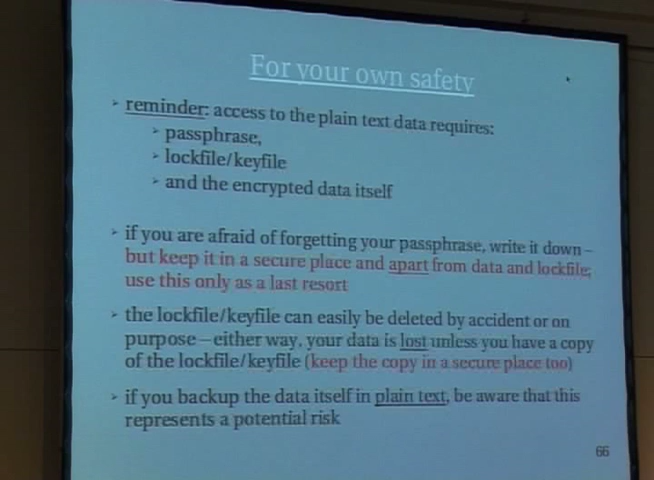 For your own safety
reminder: access to the plain text data requires:
passphrase,
lockfile/keyfile
and the encrypted data itself
if you are afraid of forgetting your passphrase, write it down –
but keep it in a secure place and apart from data and lockfile;
use this only as a last resort
the lockfile/keyfile can easily be deleted by accident or on
purpose – either way, your data is lost unless you have a copy
of the lockfile/keyfile (keep the copy in a secure place too)
if you backup the data itself in plain text, be aware that this
represents a potential risk
66